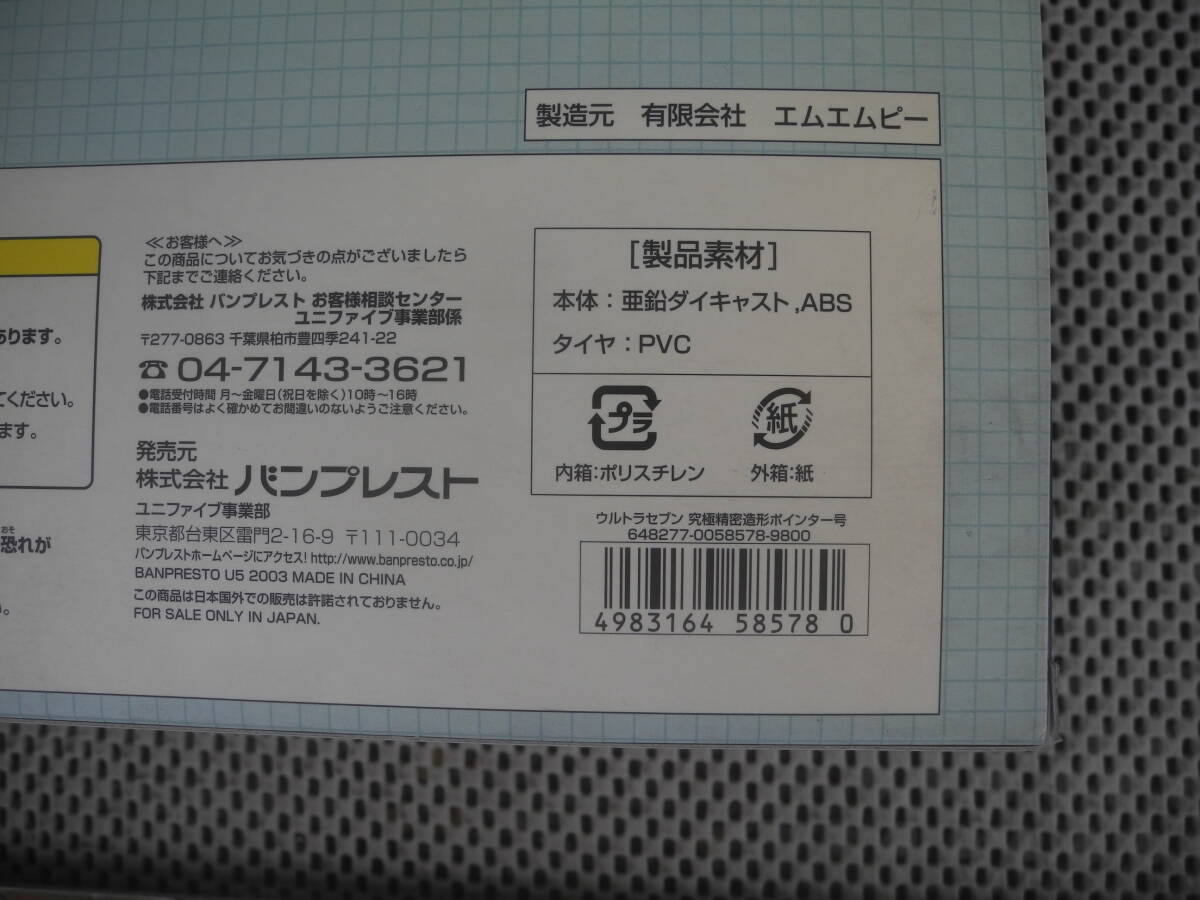 製造元 有限会社 エムエムピー
あります。
てください。
ます。
恐れが
おそ
い。
≪お客様へ≫
この商品についてお気づきの点がございましたら
下記までご連絡ください。
株式会社 バンプレスト お客様相談センター
ユニファイブ事業部係
〒277-0863 千葉県柏市豊四季241-22
☎ 04-7143-3621
●電話受付時間 月～金曜日(祝日を除く)10時～16時
●電話番号はよく確かめてお間違いのないようご注意ください。
発売元
株式会社 バンプレスト
ユニファイブ事業部
東京都台東区雷門2-16-9 〒111-0034
バンプレストホームページにアクセス! http://www.banpresto.co.jp/
BANPRESTO U5 2003 MADE IN CHINA
この商品は日本国外での販売は許諾されておりません。
FOR SALE ONLY IN JAPAN.
[製品素材]
本体：亜鉛ダイキャスト,ABS
タイヤ：PVC
プラ
紙
内箱:ポリスチレン
外箱:紙
ウルトラセブン 究極精密造形ポインター号
648277-0058578-9800
4983164 58578 0